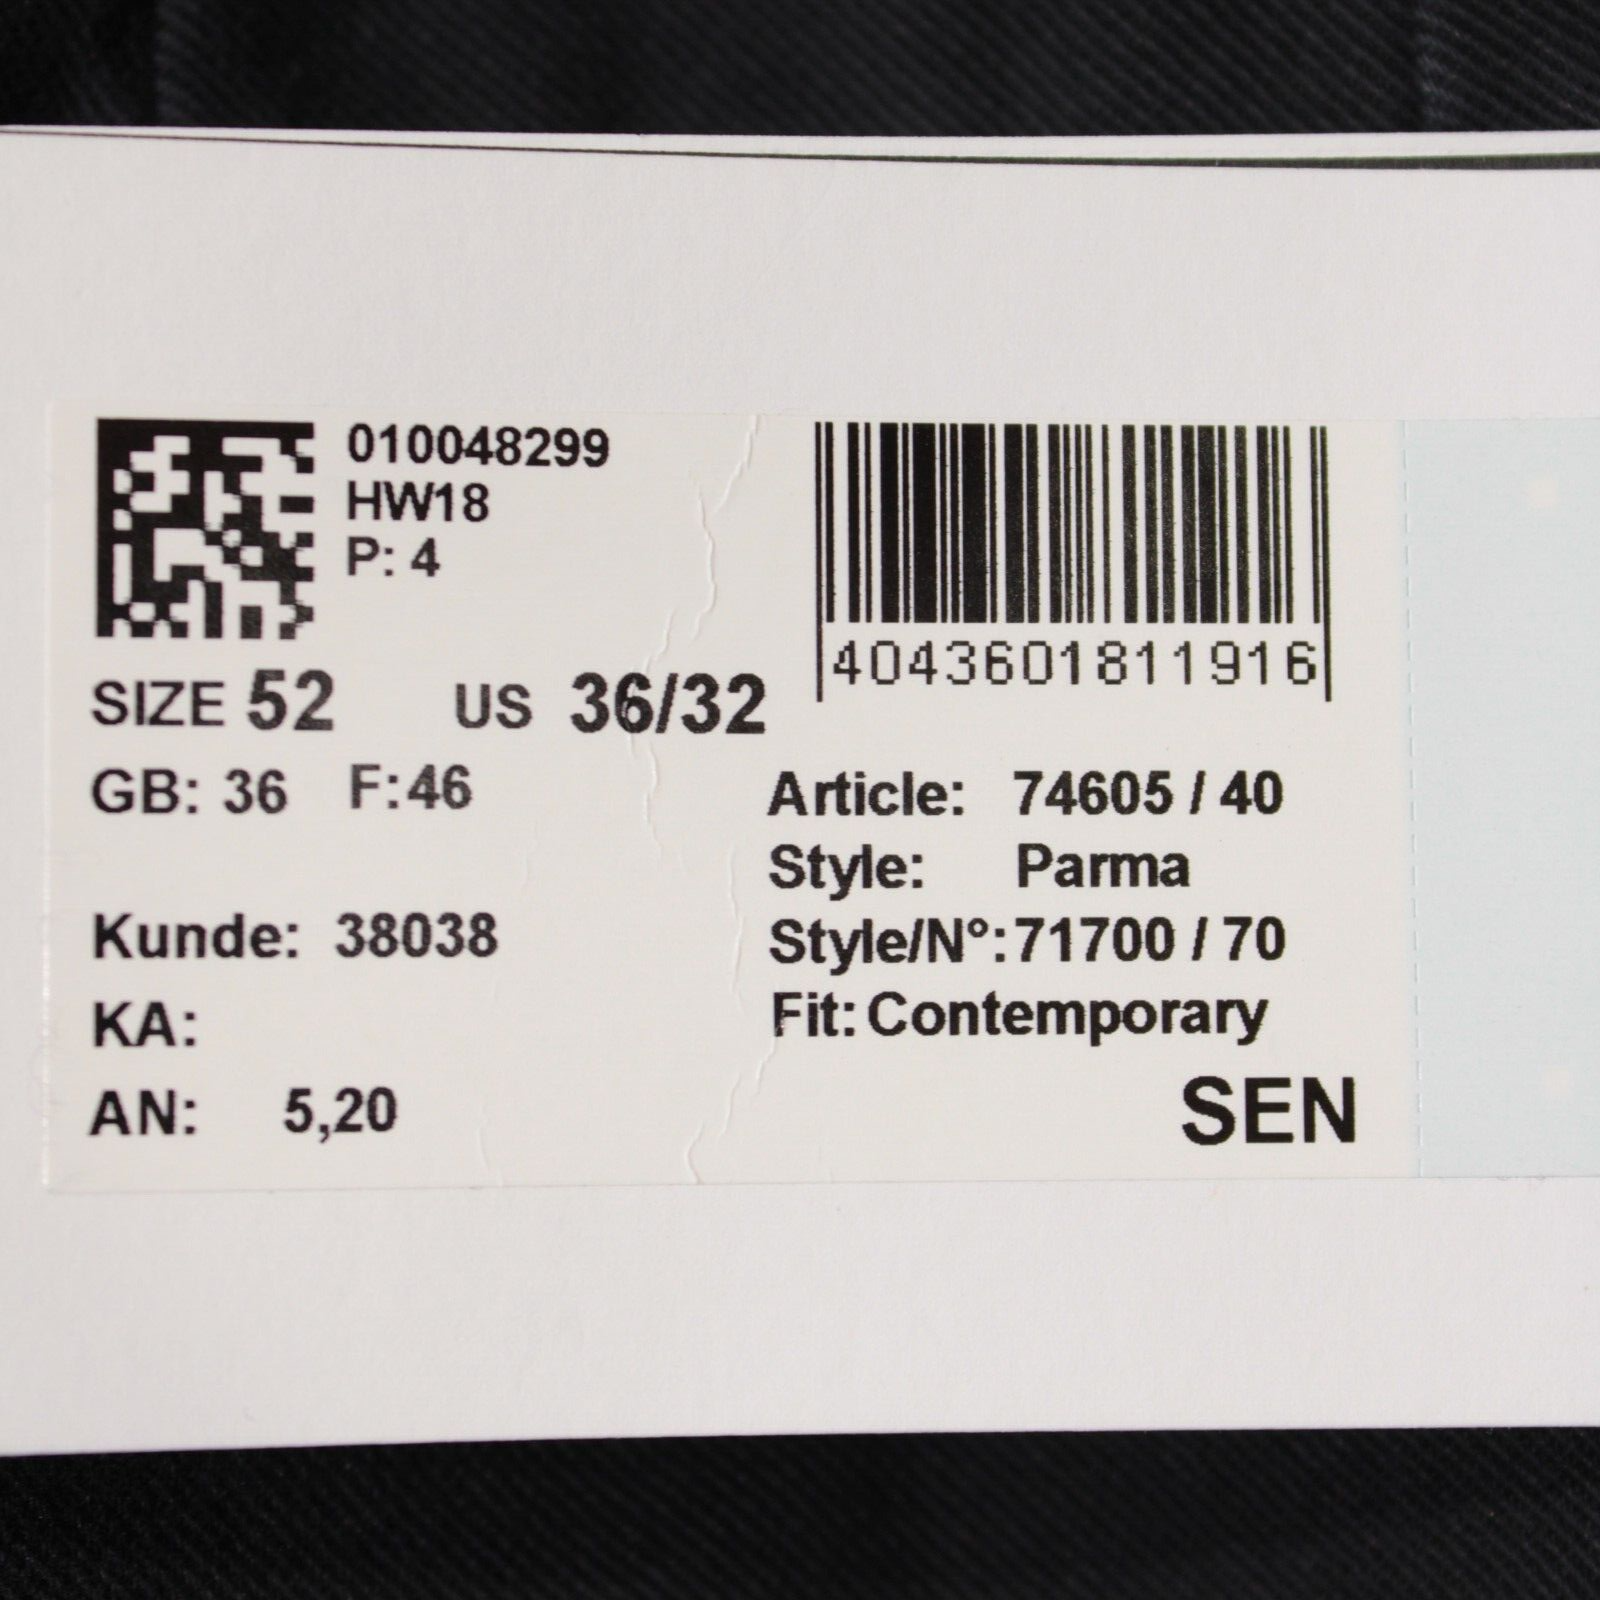 010048299
HW18
P: 4
4043601811916
SIZE 52 US 36/32
GB: 36 F:46
Article: 74605 / 40
Style: Parma
Kunde: 38038
Style/N°:71700 / 70
KA:
Fit: Contemporary
AN: 5,20
SEN